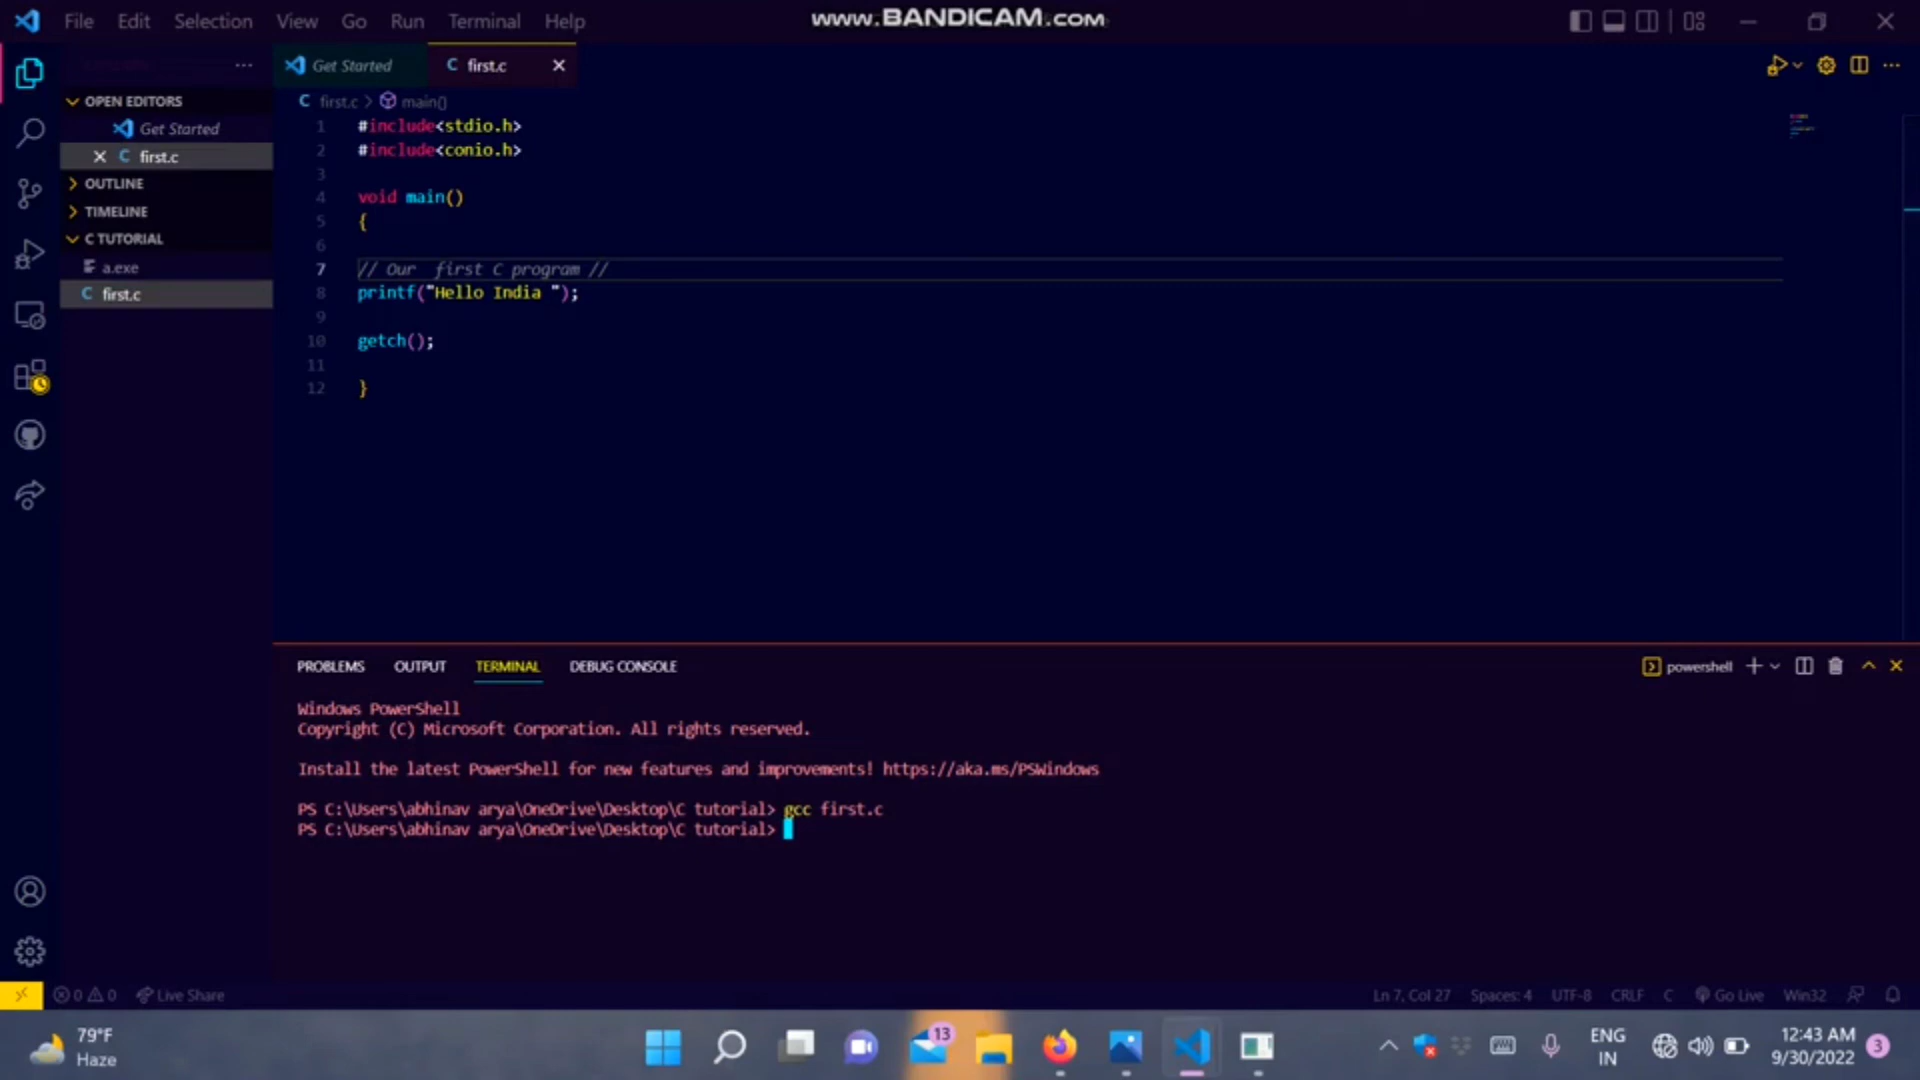 File Edit Selection View Go Run Terminal Help
www.BANDICAM.com
Get Started
C first.c
OPEN EDITORS
Get Started
C first.c
OUTLINE
TIMELINE
C TUTORIAL
a.exe
C first.c
C first.c > main()
1 #include<stdio.h>
2 #include<conio.h>
3
4 void main()
5 {
6
7 // Our  first C program //
8 printf("Hello India ");
9
10 getch();
11
12 }
PROBLEMS OUTPUT TERMINAL DEBUG CONSOLE
powershell
Windows PowerShell
Copyright (C) Microsoft Corporation. All rights reserved.
Install the latest PowerShell for new features and improvements! https://aka.ms/PSWindows
PS C:\Users\abhinav arya\OneDrive\Desktop\C tutorial> gcc first.c
PS C:\Users\abhinav arya\OneDrive\Desktop\C tutorial>
0 0 Live Share
Ln 7, Col 27 Spaces: 4 UTF-8 CRLF C Go Live Win32
79°F
Haze
13
ENG
IN
12:43 AM
9/30/2022
3